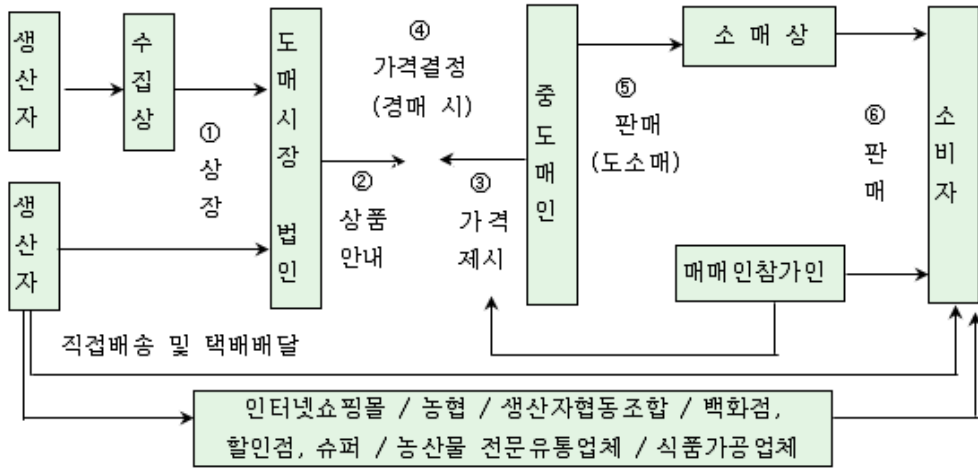 생산자
수집상
도매시장 법인
④
가격결정
(경매 시)
중도매인
소 매 상
소비자
①
상장
⑤
판매
(도소매)
⑥
판매
생산자
②
상품
안내
③
가격
제시
매매인참가인
직접배송 및 택배배달
인터넷쇼핑몰 / 농협 / 생산자협동조합 / 백화점,
할인점, 슈퍼 / 농산물 전문유통업체 / 식품가공업체